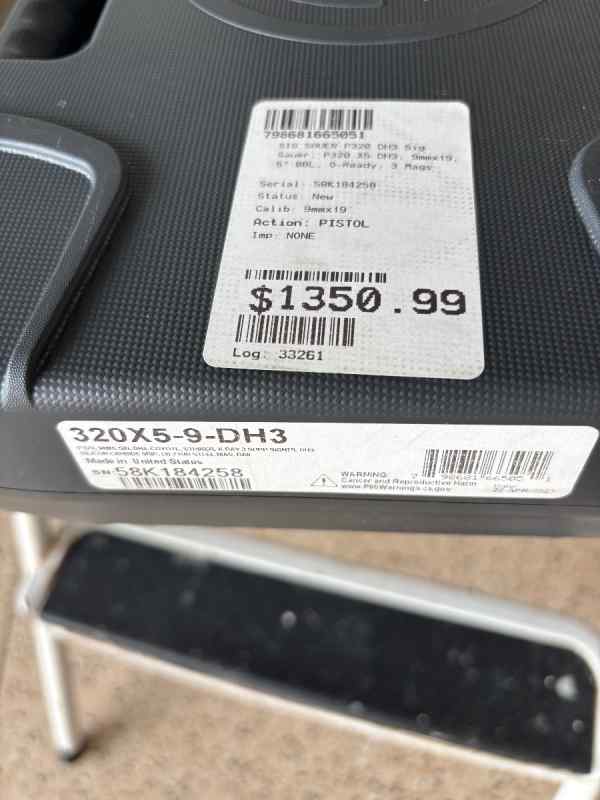 798681665051
SIG SAUER P320 DH3 Sig
Sauer, P320 X5 DH3, 9mmx19,
5" BBL, O-Ready, 3 Mags
Serial: 58K184258
Status: New
Calib: 9mmx19
Action: PISTOL
Imp: NONE
$1350.99
Log: 33261
320X5-9-DH3
Made in United States
SN: 58K184258
WARNING:
Cancer and Reproductive Harm
www.P65Warnings.ca.gov